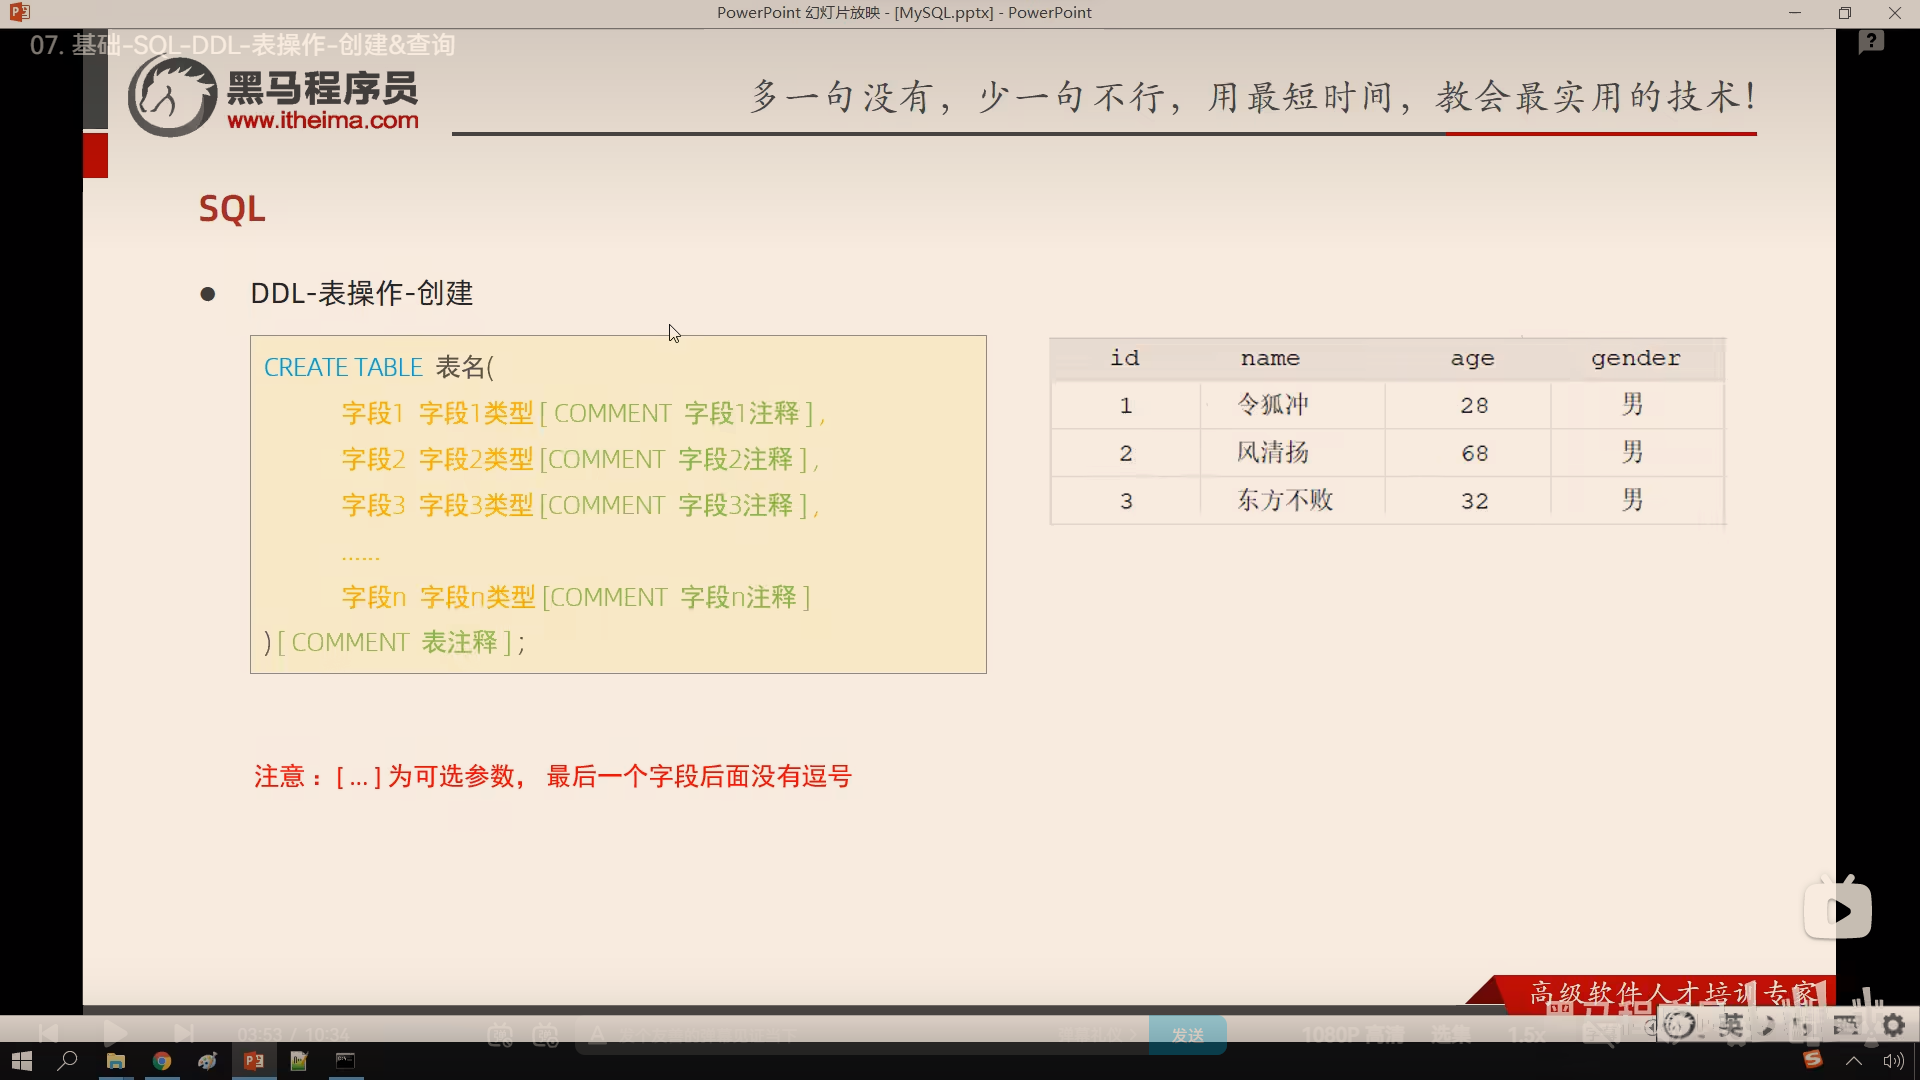 PowerPoint 幻灯片放映 - [MySQL.pptx] - PowerPoint
07. 基础-SQL-DDL-表操作-创建&查询
黑马程序员
www.itheima.com
多一句没有，少一句不行，用最短时间，教会最实用的技术！
SQL
DDL-表操作-创建
CREATE TABLE 表名(
字段1 字段1类型 [ COMMENT 字段1注释 ] ,
字段2 字段2类型 [COMMENT 字段2注释 ] ,
字段3 字段3类型 [COMMENT 字段3注释 ] ,
......
字段n 字段n类型 [COMMENT 字段n注释 ]
) [ COMMENT 表注释 ] ;
id name age gender
1 令狐冲 28 男
2 风清扬 68 男
3 东方不败 32 男
注意：[ ... ] 为可选参数， 最后一个字段后面没有逗号
高级软件人才培训专家
03:53 / 10:34
发送
1080P 高清
选集
1.5x
英